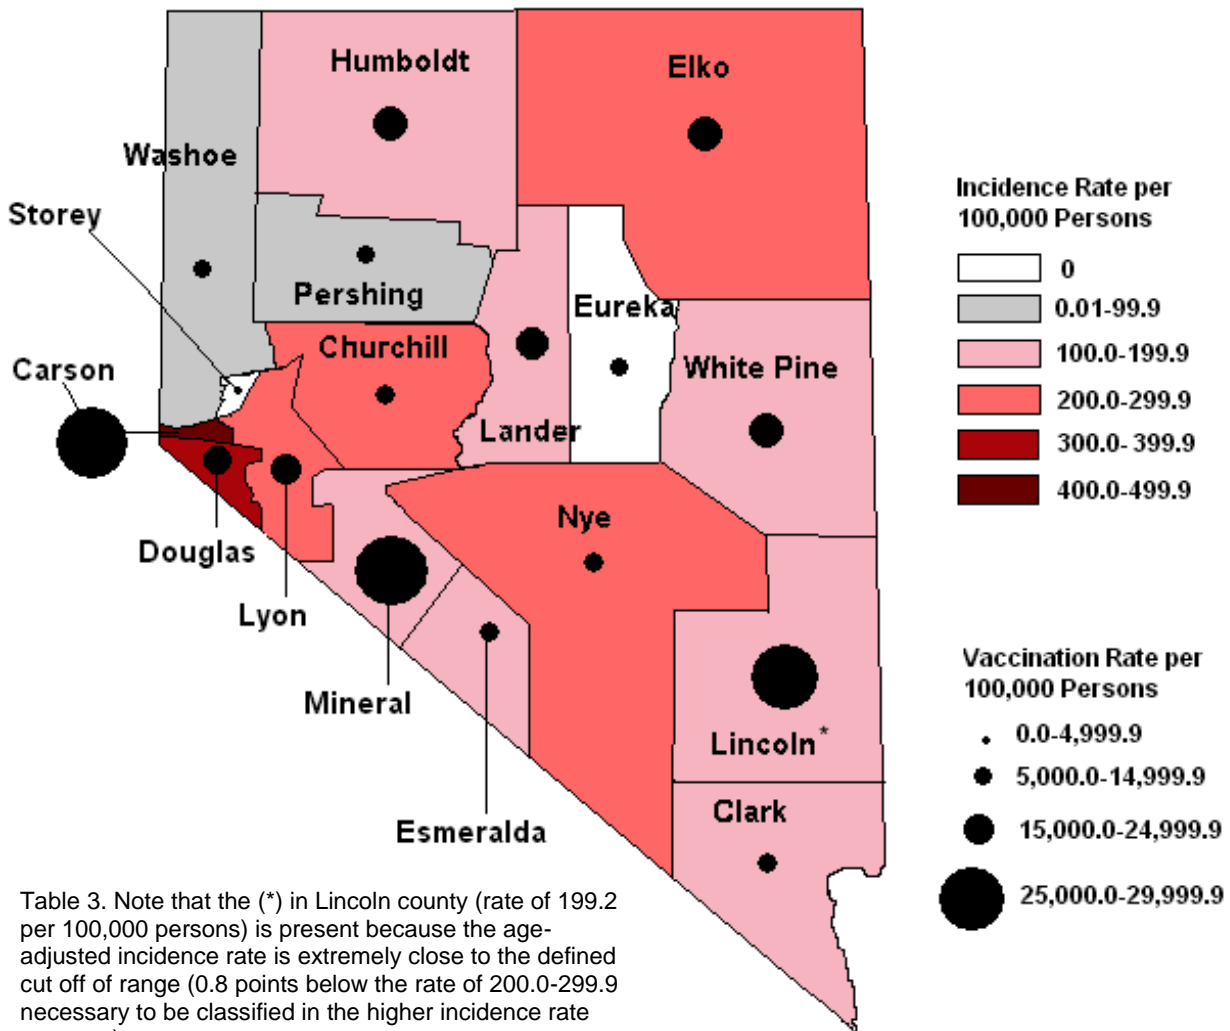 Humboldt
Elko
Washoe
Storey
Pershing
Eureka
Churchill
White Pine
Carson
Lander
Nye
Douglas
Lyon
Mineral
Lincoln*
Clark
Esmeralda
Incidence Rate per
100,000 Persons
0
0.01-99.9
100.0-199.9
200.0-299.9
300.0- 399.9
400.0-499.9
Vaccination Rate per
100,000 Persons
0.0-4,999.9
5,000.0-14,999.9
15,000.0-24,999.9
25,000.0-29,999.9
Table 3. Note that the (*) in Lincoln county (rate of 199.2
per 100,000 persons) is present because the age-
adjusted incidence rate is extremely close to the defined
cut off of range (0.8 points below the rate of 200.0-299.9
necessary to be classified in the higher incidence rate